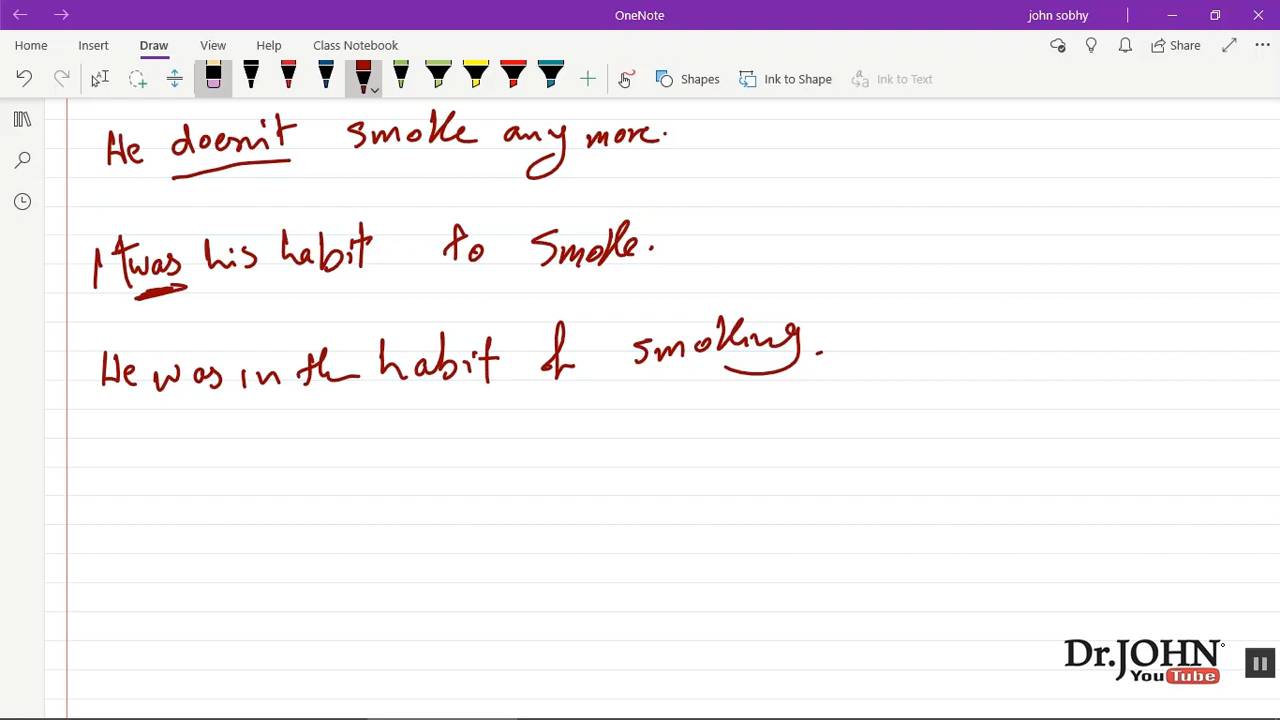 OneNote
john sobhy
Home Insert Draw View Help Class Notebook
Share
Shapes Ink to Shape Ink to Text
He doesn't smoke any more.
It was his habit to smoke.
He was in the habit of smoking.
Dr.JOHN
YouTube